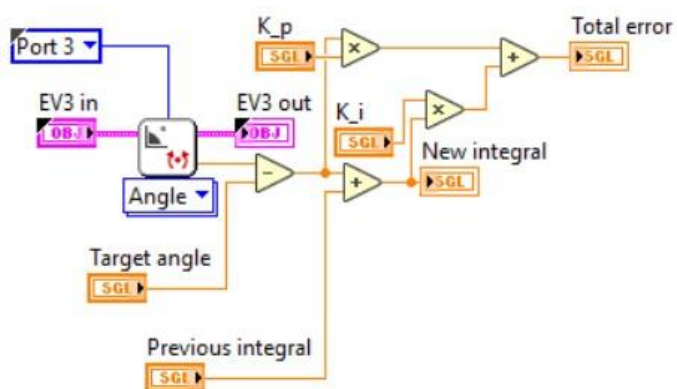 Port 3
K_p
SGL
Total error
SGL
EV3 in
OBJ
EV3 out
OBJ
K_i
SGL
New integral
SGL
Angle
Target angle
SGL
Previous integral
SGL